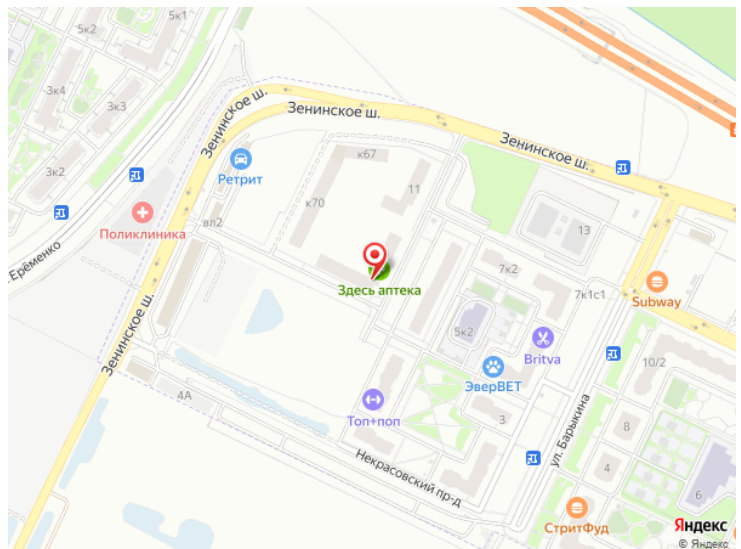 5к1
5к2
3к4
3к3
3к2
Зенинское ш.
Зенинское ш.
Зенинское ш.
Ретрит
к67
к70
11
13
вл2
Поликлиника
Ерёменко
Здесь аптека
7к2
7к1с1
Subway
5к2
Britva
ЭверВЕТ
10/2
Зенинское ш.
4А
Топ+поп
3
8
4
6
ул. Барыкина
Некрасовский пр-д
СтритФуд
Яндекс
© Яндекс